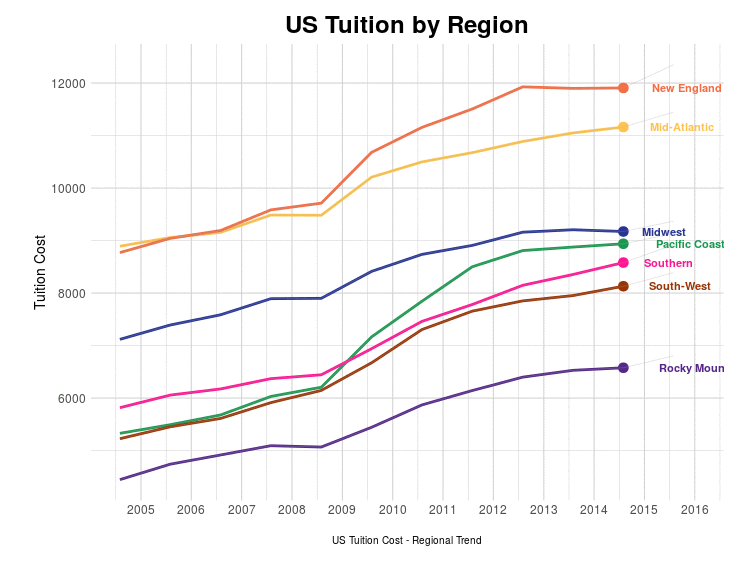 US Tuition by Region
Tuition Cost
12000
10000
8000
6000
New England
Mid-Atlantic
Midwest
Pacific Coast
Southern
South-West
Rocky Moun
2005 2006 2007 2008 2009 2010 2011 2012 2013 2014 2015 2016
US Tuition Cost - Regional Trend